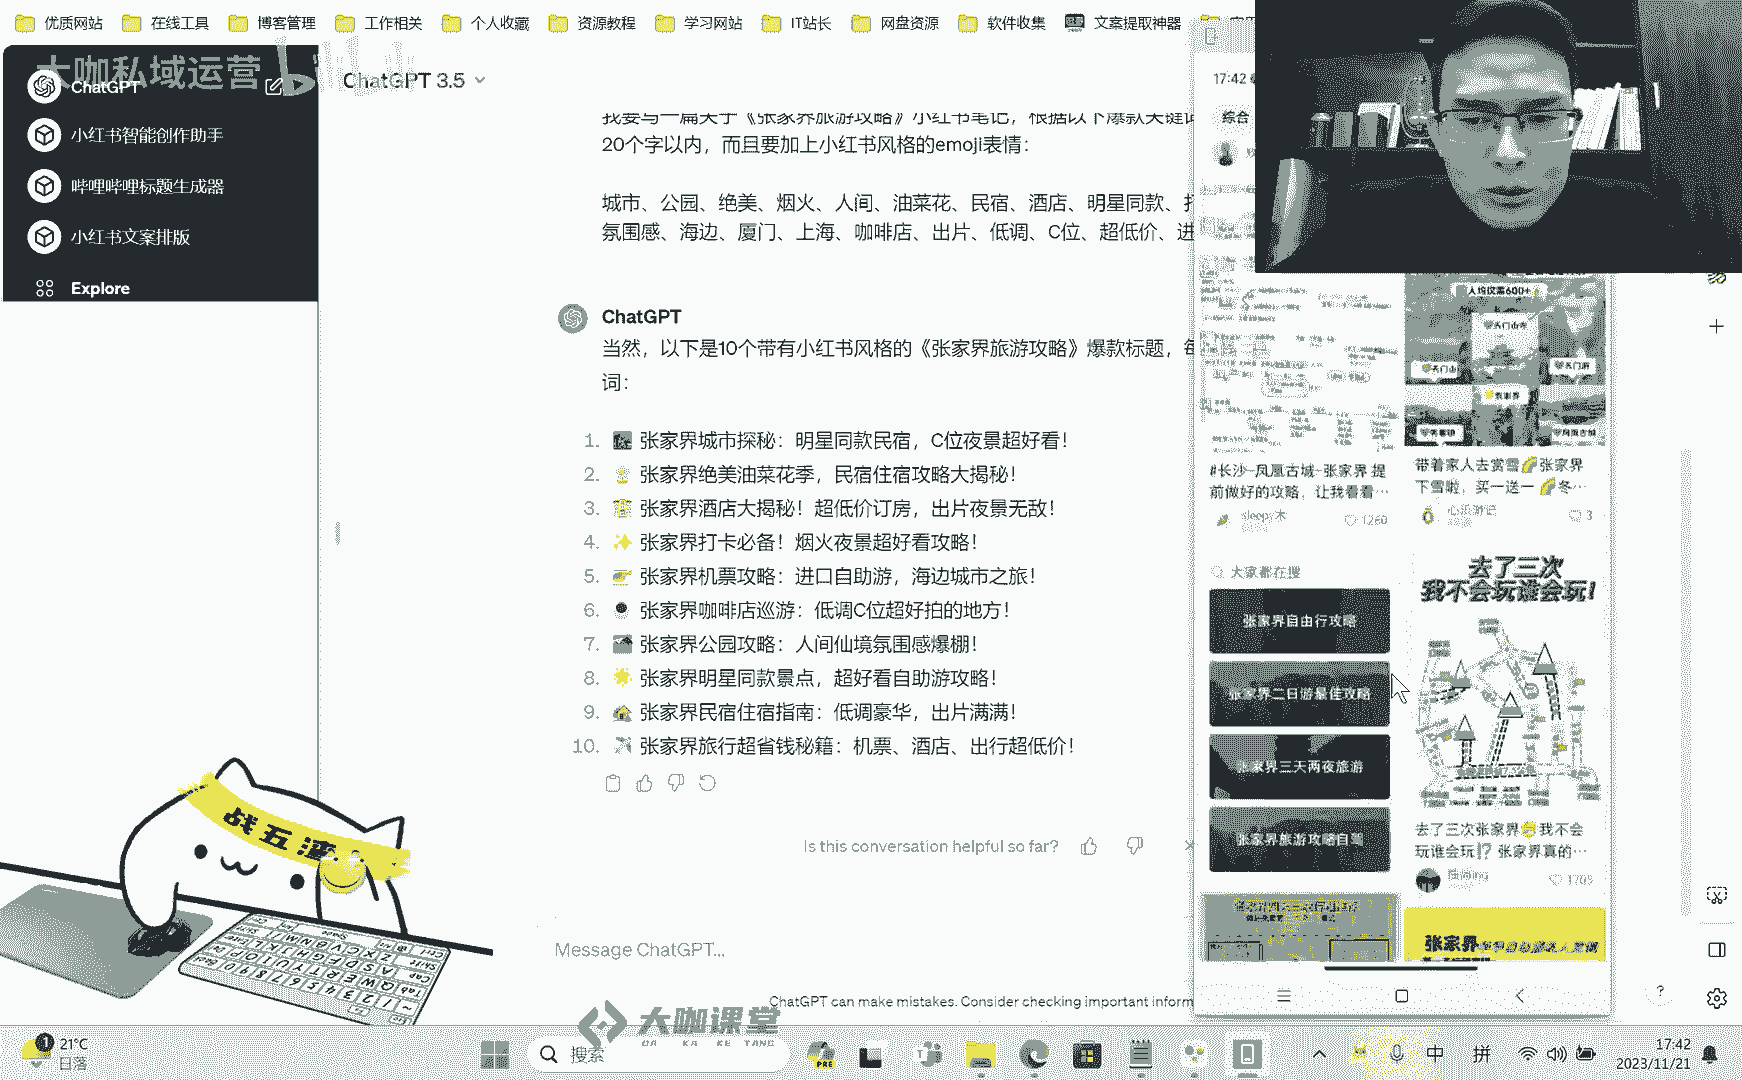 优质网站
在线工具
博客管理
工作相关
个人收藏
资源教程
学习网站
IT站长
网盘资源
软件收集
文案提取神器
大咖私域运营
ChatGPT
小红书智能创作助手
哔哩哔哩标题生成器
小红书文案排版
Explore
ChatGPT 3.5
我要写一篇关于《张家界旅游攻略》小红书笔记，根据以下爆款关键词
20个字以内，而且要加上小红书风格的emoji表情：
城市、公园、绝美、烟火、人间、油菜花、民宿、酒店、明星同款、
氛围感、海边、厦门、上海、咖啡店、出片、低调、C位、超低价、进
ChatGPT
当然，以下是10个带有小红书风格的《张家界旅游攻略》爆款标题，每
词：
1. 张家界城市探秘：明星同款民宿，C位夜景超好看！
2. 张家界绝美油菜花季，民宿住宿攻略大揭秘！
3. 张家界酒店大揭秘！超低价订房，出片夜景无敌！
4. 张家界打卡必备！烟火夜景超好看攻略！
5. 张家界机票攻略：进口自助游，海边城市之旅！
6. 张家界咖啡店巡游：低调C位超好拍的地方！
7. 张家界公园攻略：人间仙境氛围感爆棚！
8. 张家界明星同款景点，超好看自助游攻略！
9. 张家界民宿住宿指南：低调豪华，出片满满！
10. 张家界旅行超省钱秘籍：机票、酒店、出行超低价！
Is this conversation helpful so far?
Message ChatGPT...
ChatGPT can make mistakes. Consider checking important inform
17:42
综合
人均仅需600+
#长沙-凤凰古城-张家界 提
前做好的攻略，让我看看…
sleepy木
1260
带着家人去赏雪🌈张家界
下雪啦，买一送一🌈冬…
3
大家都在搜
张家界自由行攻略
张家界二日游最佳攻略
张家界三天两夜旅游
张家界旅游攻略自驾
去了三次
我不会玩谁会玩！
去了三次张家界😁我不会
玩谁会玩⁉️ 张家界真的…
1705
张家界
战五渣
大咖课堂
DA KA KE TANG
21°C
日落
搜索
PRE
中
拼
17:42
2023/11/21